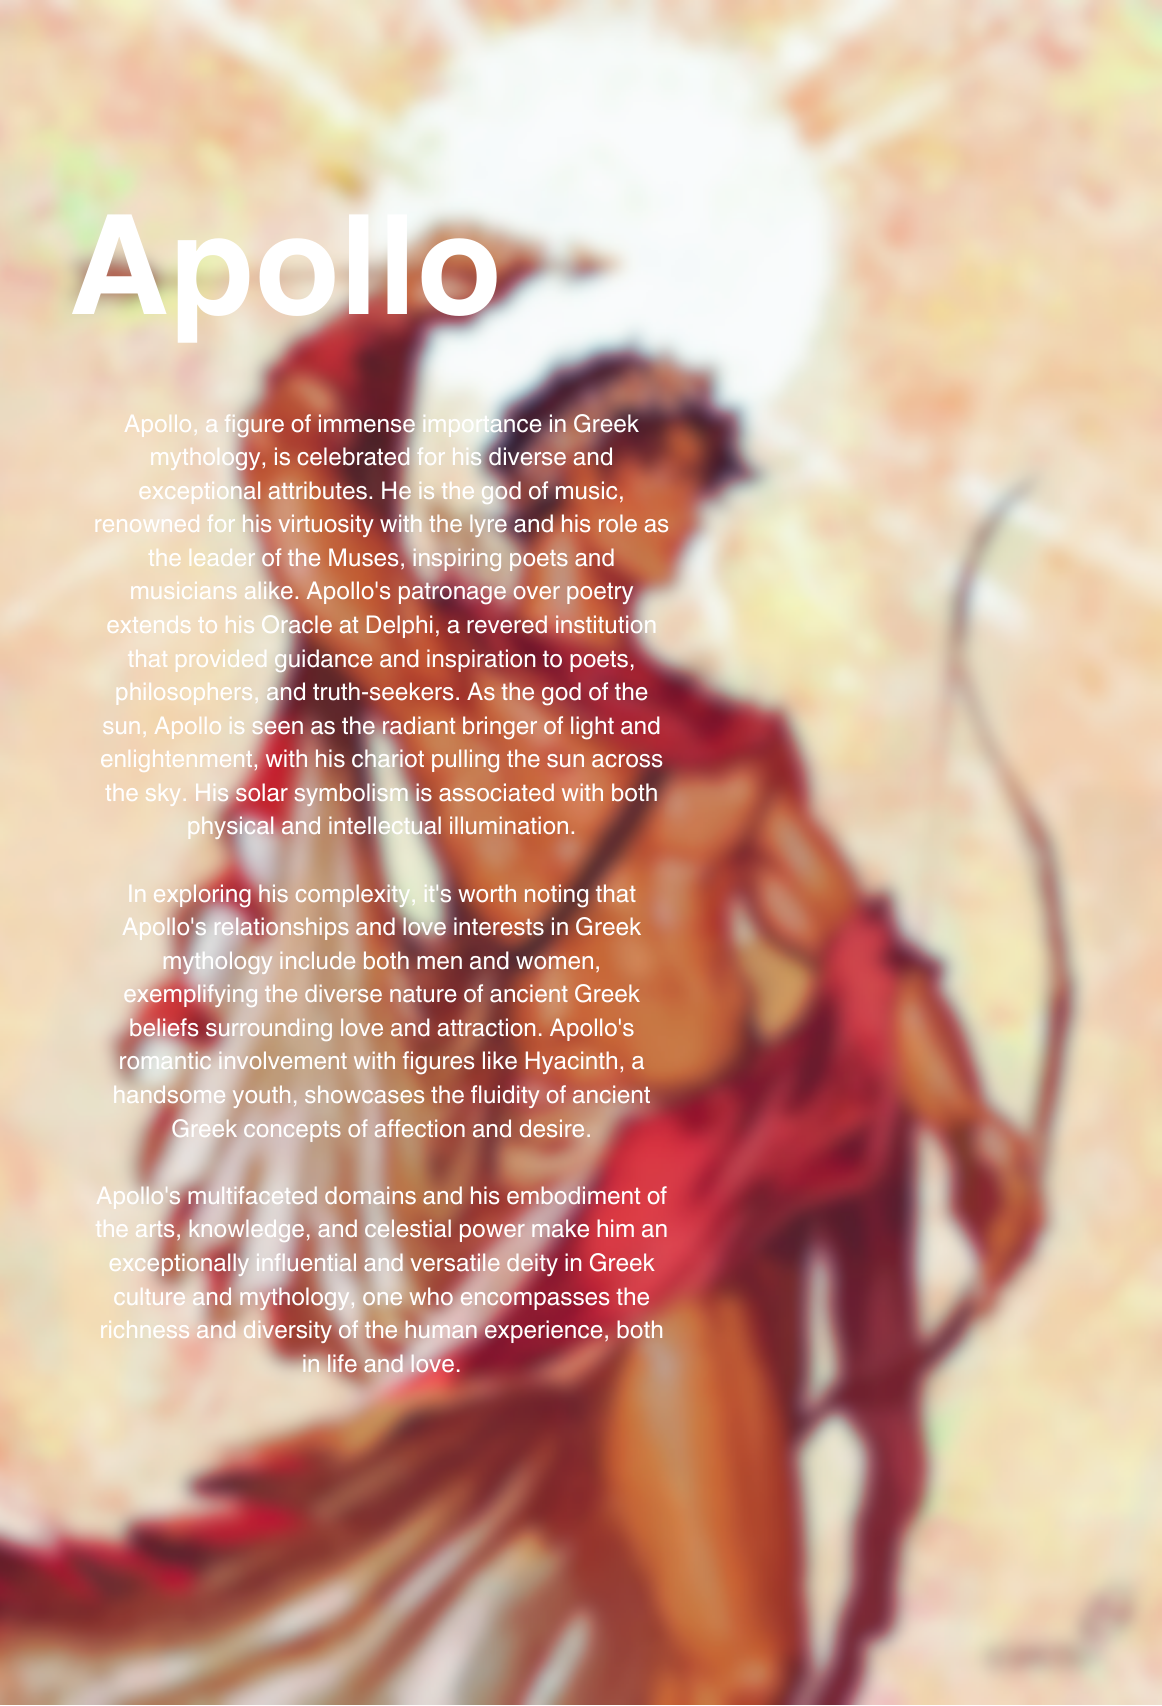 Apollo
Apollo, a figure of immense importance in Greek
mythology, is celebrated for his diverse and
exceptional attributes. He is the god of music,
renowned for his virtuosity with the lyre and his role as
the leader of the Muses, inspiring poets and
musicians alike. Apollo's patronage over poetry
extends to his Oracle at Delphi, a revered institution
that provided guidance and inspiration to poets,
philosophers, and truth-seekers. As the god of the
sun, Apollo is seen as the radiant bringer of light and
enlightenment, with his chariot pulling the sun across
the sky. His solar symbolism is associated with both
physical and intellectual illumination.
In exploring his complexity, it's worth noting that
Apollo's relationships and love interests in Greek
mythology include both men and women,
exemplifying the diverse nature of ancient Greek
beliefs surrounding love and attraction. Apollo's
romantic involvement with figures like Hyacinth, a
handsome youth, showcases the fluidity of ancient
Greek concepts of affection and desire.
Apollo's multifaceted domains and his embodiment of
the arts, knowledge, and celestial power make him an
exceptionally influential and versatile deity in Greek
culture and mythology, one who encompasses the
richness and diversity of the human experience, both
in life and love.